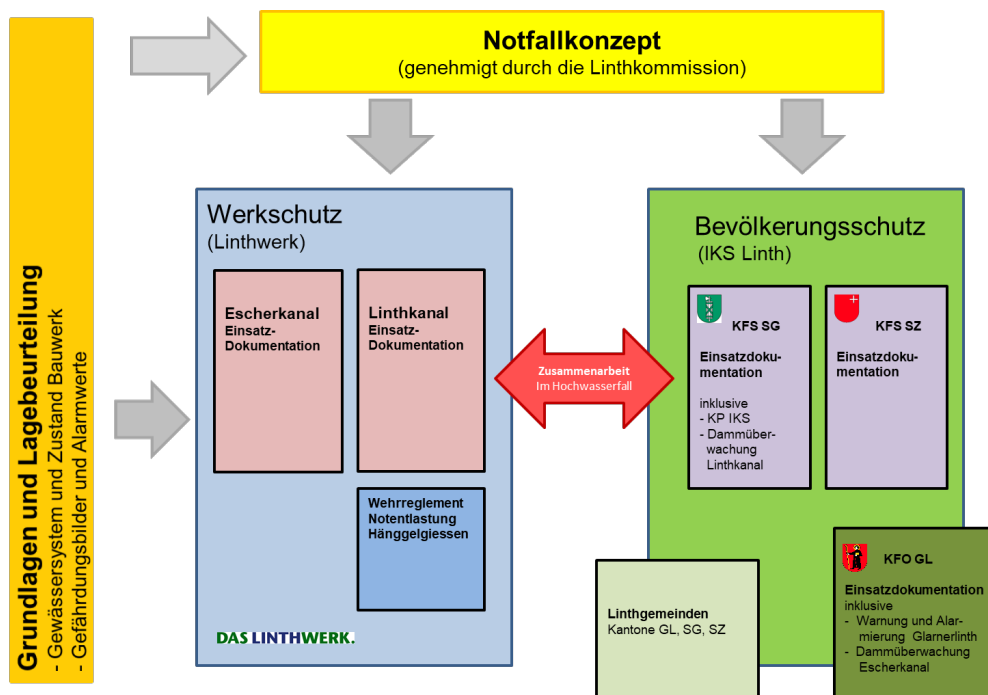 Grundlagen und Lagebeurteilung
- Gewässersystem und Zustand Bauwerk
- Gefährdungsbilder und Alarmwerte
Notfallkonzept
(genehmigt durch die Linthkommission)
Werkschutz
(Linthwerk)
Escherkanal
Einsatz-
Dokumentation
Linthkanal
Einsatz-
Dokumentation
Wehrreglement
Notentlastung
Hänggelgiessen
DAS LINTHWERK.
Zusammenarbeit
Im Hochwasserfall
Bevölkerungsschutz
(IKS Linth)
KFS SG
Einsatzdoku-
mentation
inklusive
- KP IKS
- Dammüber-
wachung
Linthkanal
KFS SZ
Einsatzdoku-
mentation
Linthgemeinden
Kantone GL, SG, SZ
KFO GL
Einsatzdokumentation
inklusive
- Warnung und Alar-
mierung Glarnerlinth
- Dammüberwachung
Escherkanal